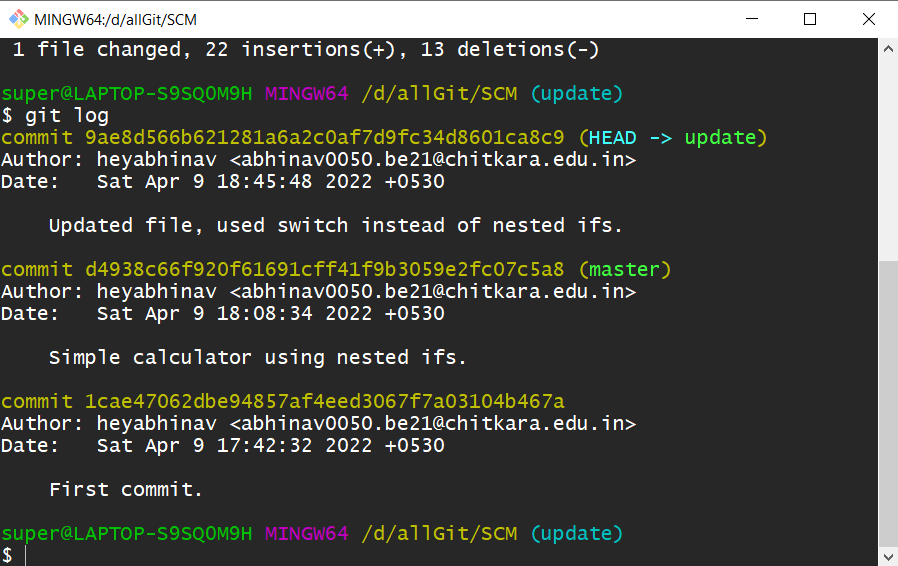 MINGW64:/d/allGit/SCM
1 file changed, 22 insertions(+), 13 deletions(-)
super@LAPTOP-S9SQ0M9H MINGW64 /d/allGit/SCM (update)
$ git log
commit 9ae8d566b621281a6a2c0af7d9fc34d8601ca8c9 (HEAD -> update)
Author: heyabhinav <abhinav0050.be21@chitkara.edu.in>
Date:   Sat Apr 9 18:45:48 2022 +0530
Updated file, used switch instead of nested ifs.
commit d4938c66f920f61691cff41f9b3059e2fc07c5a8 (master)
Author: heyabhinav <abhinav0050.be21@chitkara.edu.in>
Date:   Sat Apr 9 18:08:34 2022 +0530
Simple calculator using nested ifs.
commit 1cae47062dbe94857af4eed3067f7a03104b467a
Author: heyabhinav <abhinav0050.be21@chitkara.edu.in>
Date:   Sat Apr 9 17:42:32 2022 +0530
First commit.
super@LAPTOP-S9SQ0M9H MINGW64 /d/allGit/SCM (update)
$